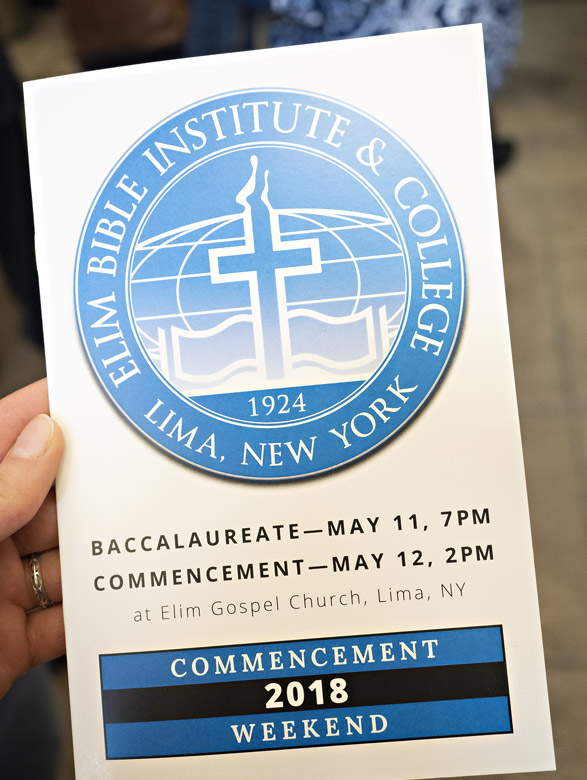 ELIM BIBLE INSTITUTE & COLLEGE
1924
LIMA, NEW YORK
BACCALAUREATE—MAY 11, 7PM
COMMENCEMENT—MAY 12, 2PM
at Elim Gospel Church, Lima, NY
COMMENCEMENT
2018
WEEKEND